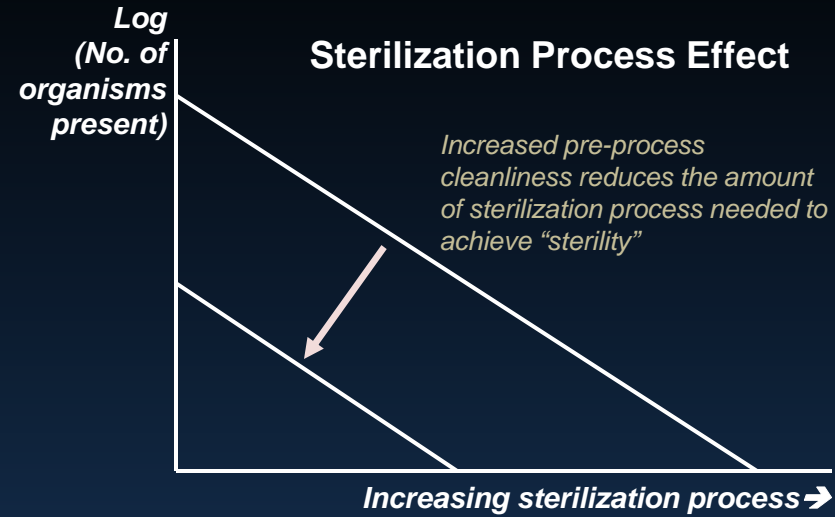 Log
(No. of
organisms
present)
Sterilization Process Effect
Increased pre-process
cleanliness reduces the amount
of sterilization process needed to
achieve “sterility”
Increasing sterilization process→